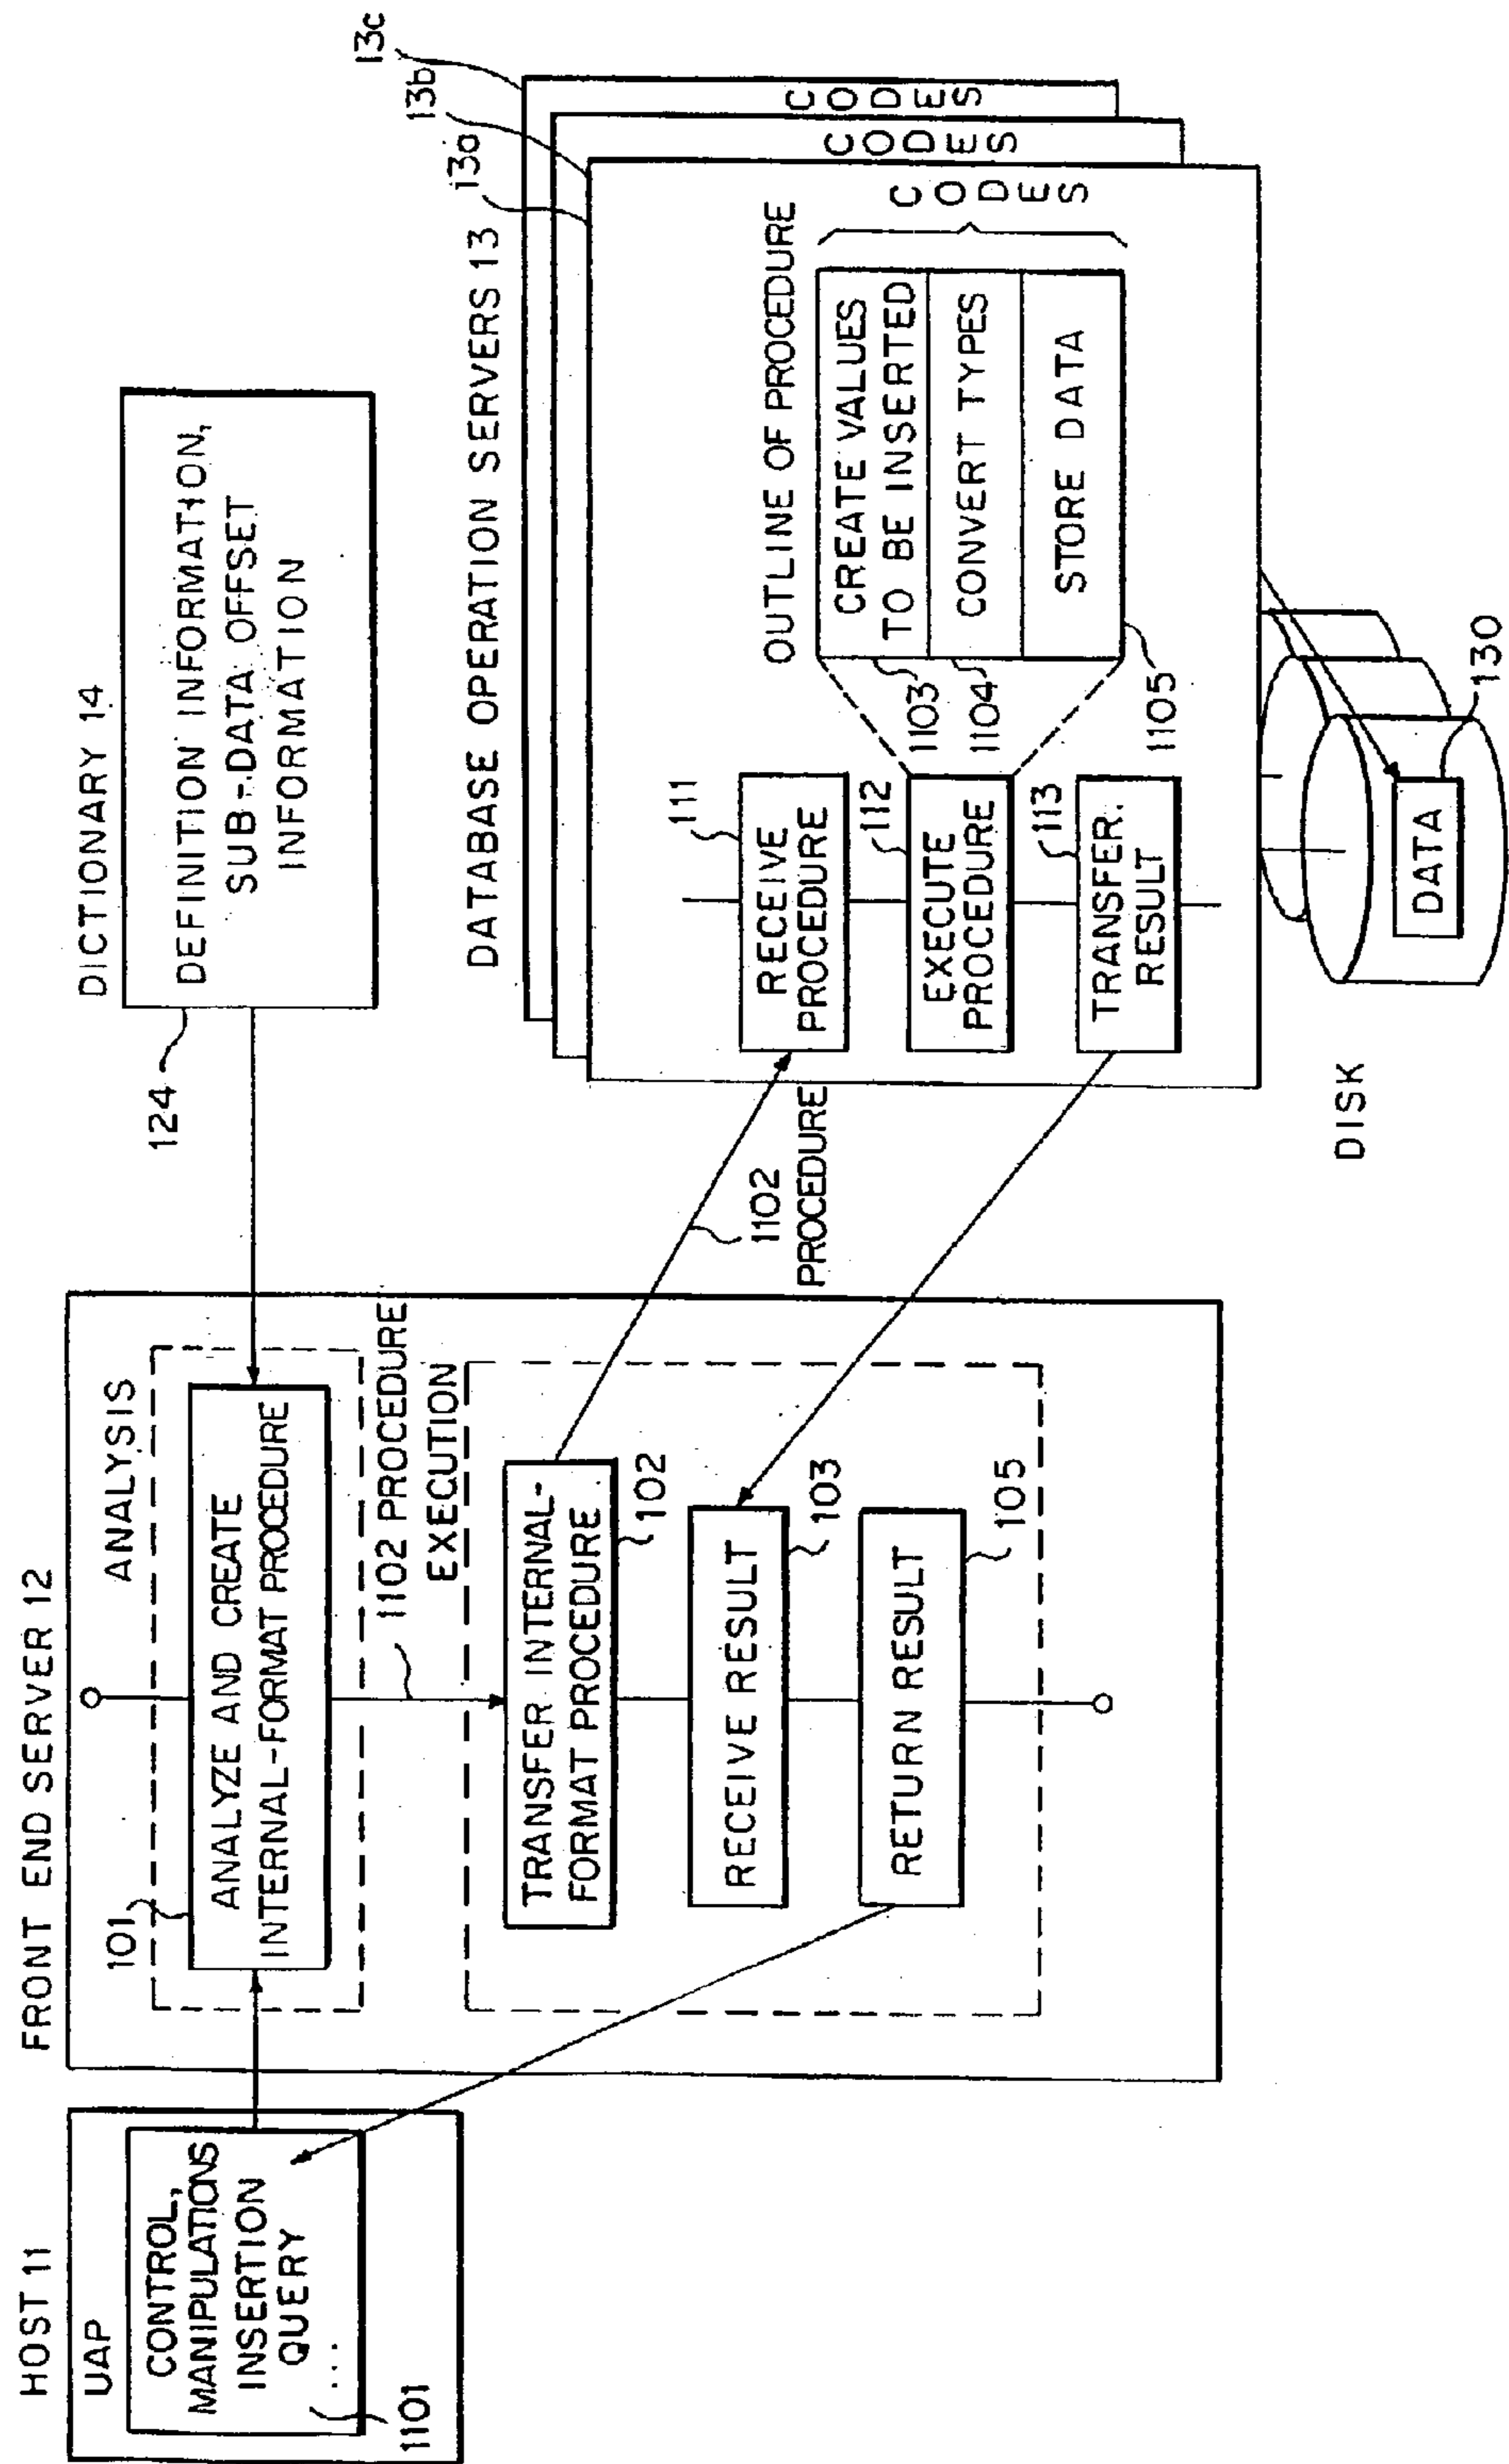 HOST 11
UAP
CONTROL,
MANIPULATIONS
INSERTION
QUERY
...
1101
FRONT END SERVER 12
ANALYSIS
101
ANALYZE AND CREATE
INTERNAL-FORMAT PROCEDURE
1102 PROCEDURE
EXECUTION
TRANSFER INTERNAL-
FORMAT PROCEDURE
102
RECEIVE RESULT
103
RETURN RESULT
105
DICTIONARY 14
124
DEFINITION INFORMATION,
SUB-DATA OFFSET
INFORMATION
1102
PROCEDURE
DATABASE OPERATION SERVERS 13
13a
13b
13c
RECEIVE
PROCEDURE
111
EXECUTE
PROCEDURE
112
TRANSFER.
RESULT
113
OUTLINE OF PROCEDURE
CREATE VALUES
TO BE INSERTED
CONVERT TYPES
STORE DATA
1103
1104
1105
CODES
CODES
CODES
DISK
DATA
130